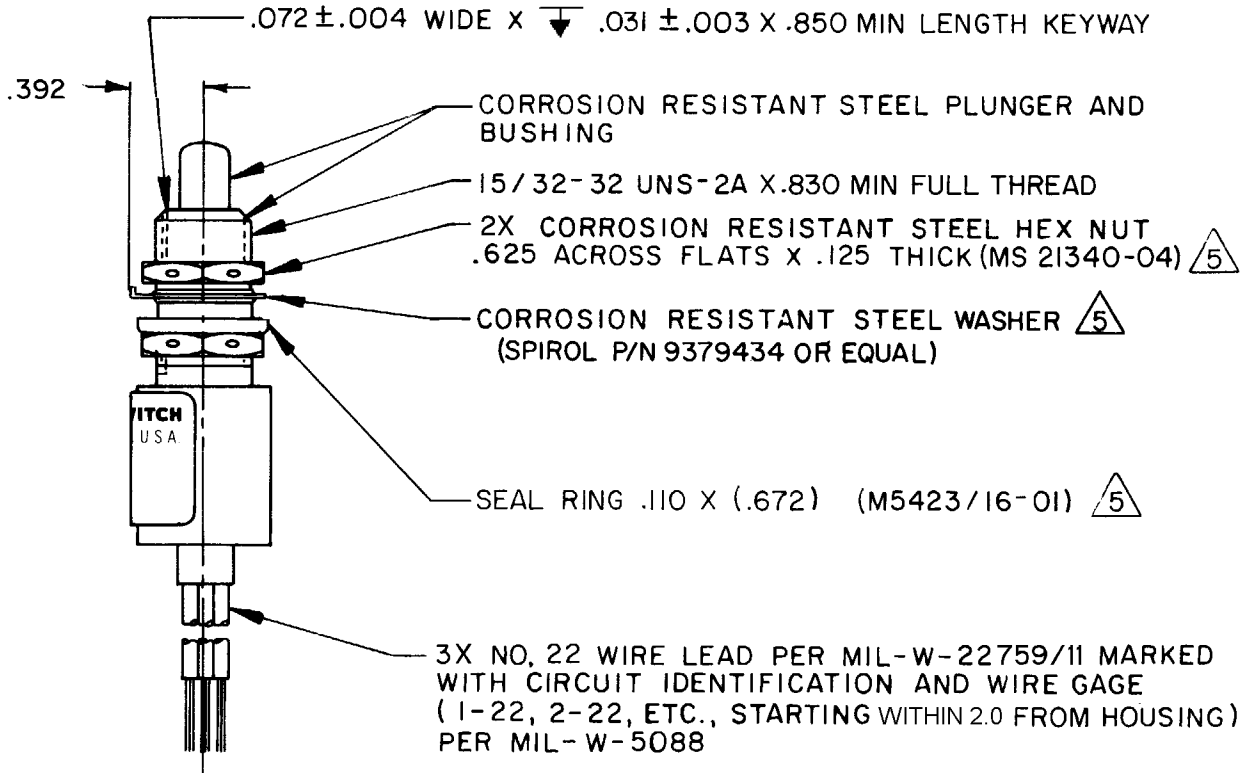 .072±.004 WIDE X ↧ .031 ±.003 X .850 MIN LENGTH KEYWAY
.392
CORROSION RESISTANT STEEL PLUNGER AND
BUSHING
15/32-32 UNS-2A X.830 MIN FULL THREAD
2X CORROSION RESISTANT STEEL HEX NUT
.625 ACROSS FLATS X .125 THICK (MS 21340-04) 5
CORROSION RESISTANT STEEL WASHER 5
(SPIROL P/N 9379434 OR EQUAL)
ITCH
U S A.
SEAL RING .110 X (.672) (M5423/16-01) 5
3X NO. 22 WIRE LEAD PER MIL-W-22759/11 MARKED
WITH CIRCUIT IDENTIFICATION AND WIRE GAGE
( 1-22, 2-22, ETC., STARTING WITHIN 2.0 FROM HOUSING)
PER MIL-W-5088